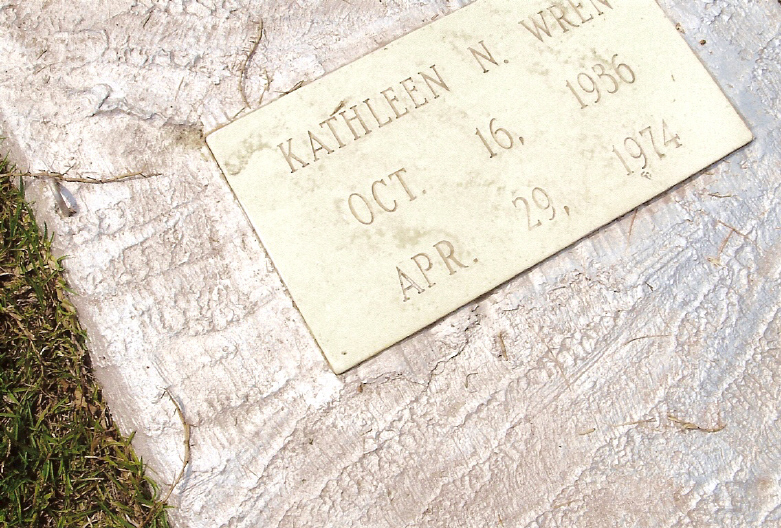 KATHLEEN N. WREN
OCT. 16, 1936
APR. 29, 1974